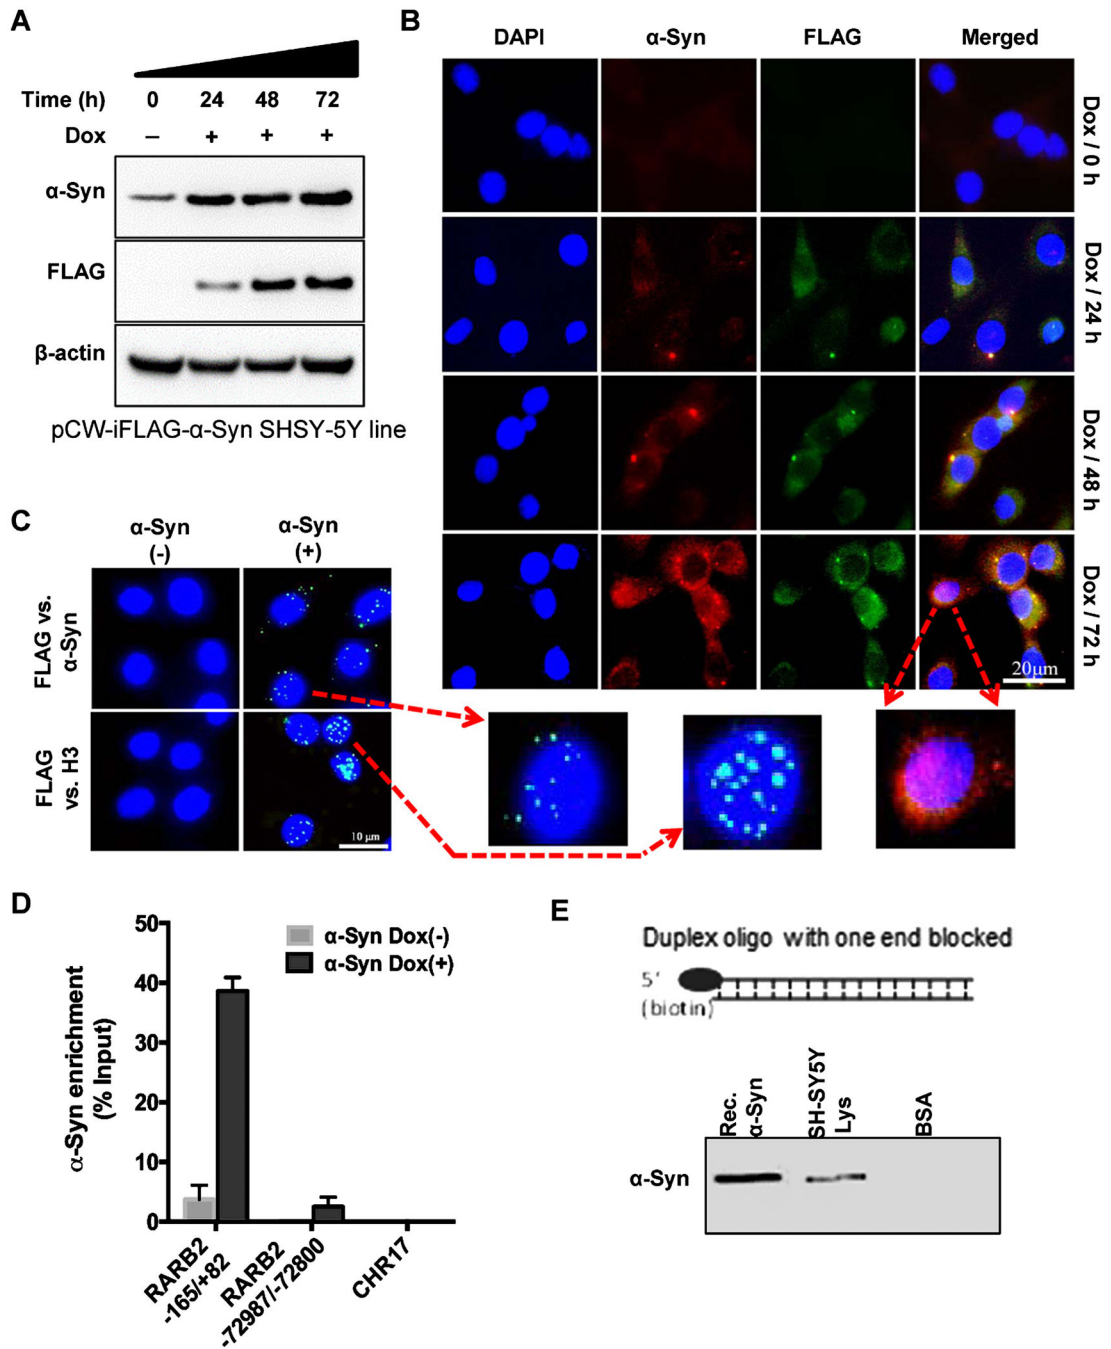 A
Time (h) 0 24 48 72
Dox – + + +
α-Syn
FLAG
β-actin
pCW-iFLAG-α-Syn SHSY-5Y line
B
DAPI α-Syn FLAG Merged
Dox / 0 h
Dox / 24 h
Dox / 48 h
Dox / 72 h
20μm
C
α-Syn
(-)
α-Syn
(+)
FLAG vs.
α-Syn
FLAG
vs. H3
10 μm
D
α-Syn enrichment
(% Input)
50
40
30
20
10
0
α-Syn Dox(-)
α-Syn Dox(+)
RARB2
-165/+82
RARB2
-72987/-72800
CHR17
E
Duplex oligo with one end blocked
5'
(biotin)
Rec.
α-Syn
SH-SY5Y
Lys
BSA
α-Syn